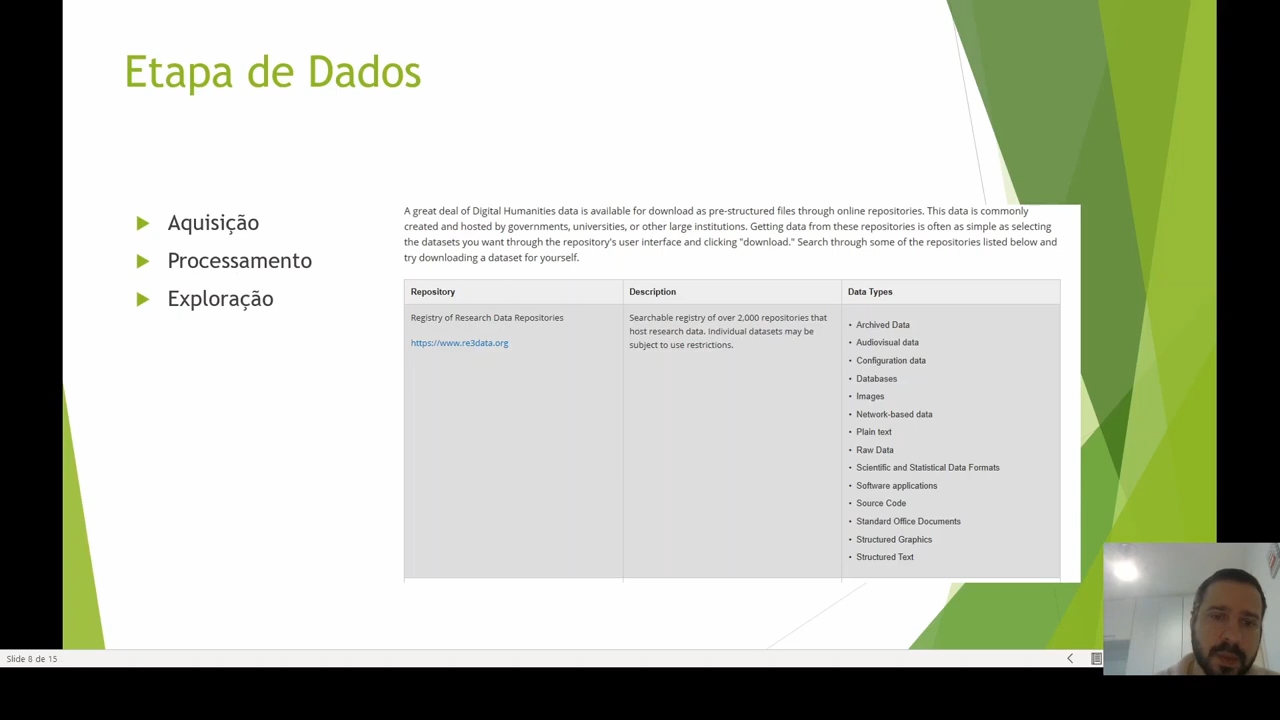 Etapa de Dados
Aquisição
Processamento
Exploração
A great deal of Digital Humanities data is available for download as pre-structured files through online repositories. This data is commonly
created and hosted by governments, universities, or other large institutions. Getting data from these repositories is often as simple as selecting
the datasets you want through the repository's user interface and clicking "download." Search through some of the repositories listed below and
try downloading a dataset for yourself.
Repository
Description
Data Types
Registry of Research Data Repositories
https://www.re3data.org
Searchable registry of over 2,000 repositories that
host research data. Individual datasets may be
subject to use restrictions.
• Archived Data
• Audiovisual data
• Configuration data
• Databases
• Images
• Network-based data
• Plain text
• Raw Data
• Scientific and Statistical Data Formats
• Software applications
• Source Code
• Standard Office Documents
• Structured Graphics
• Structured Text
Slide 8 de 15